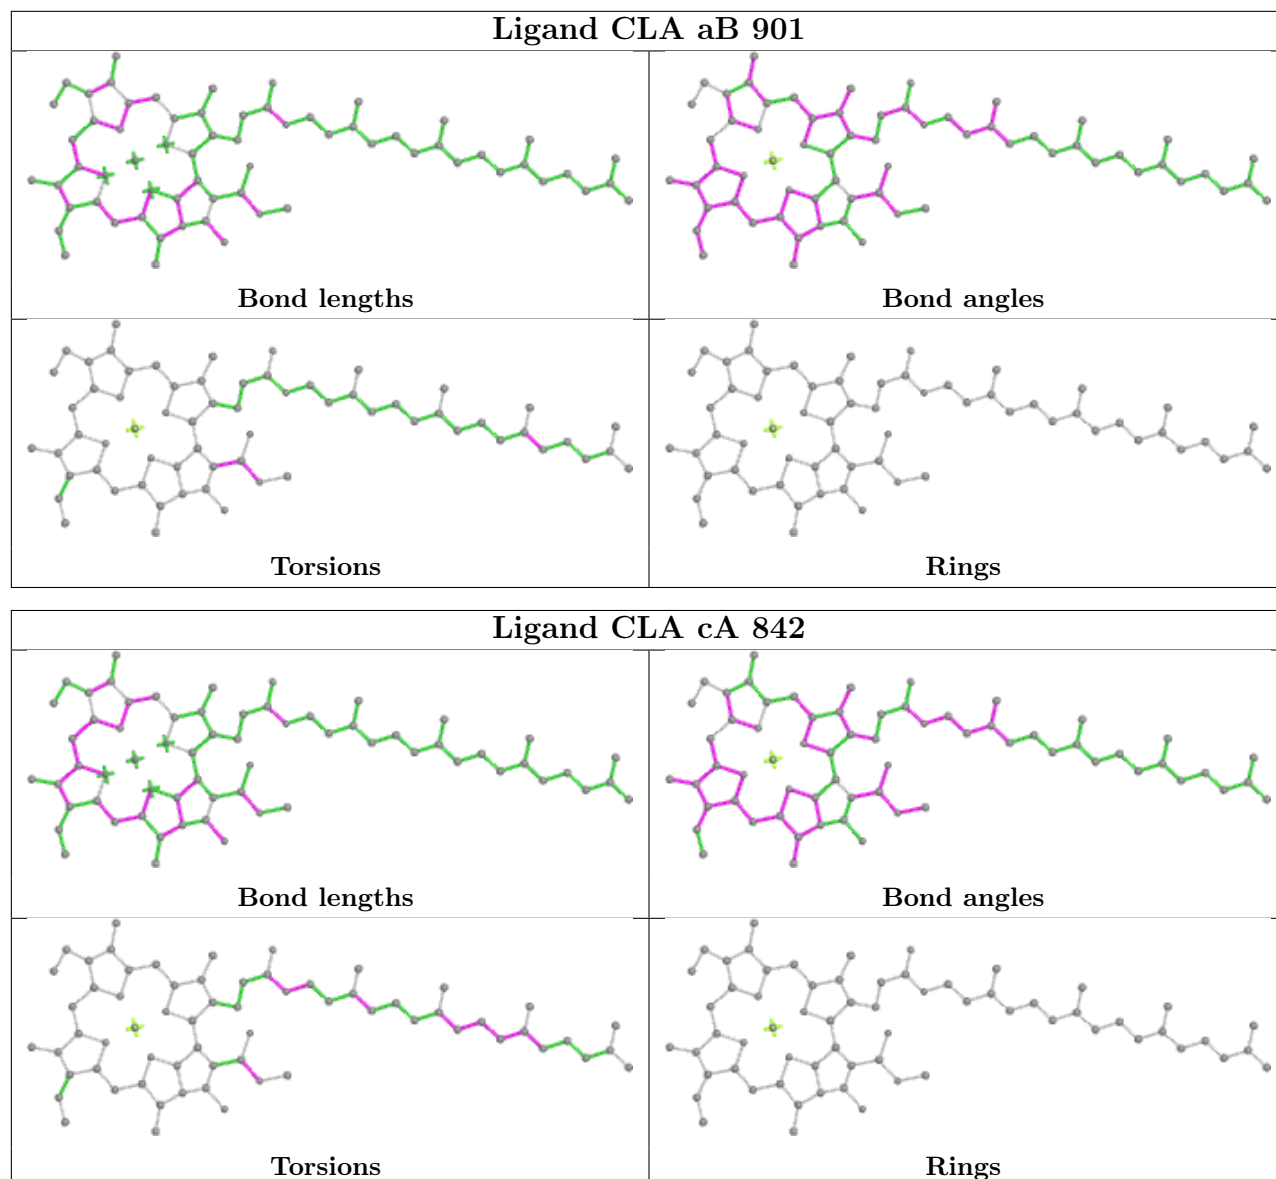 Ligand CLA aB 901
Bond lengths
Bond angles
Torsions
Rings
Ligand CLA cA 842
Bond lengths
Bond angles
Torsions
Rings